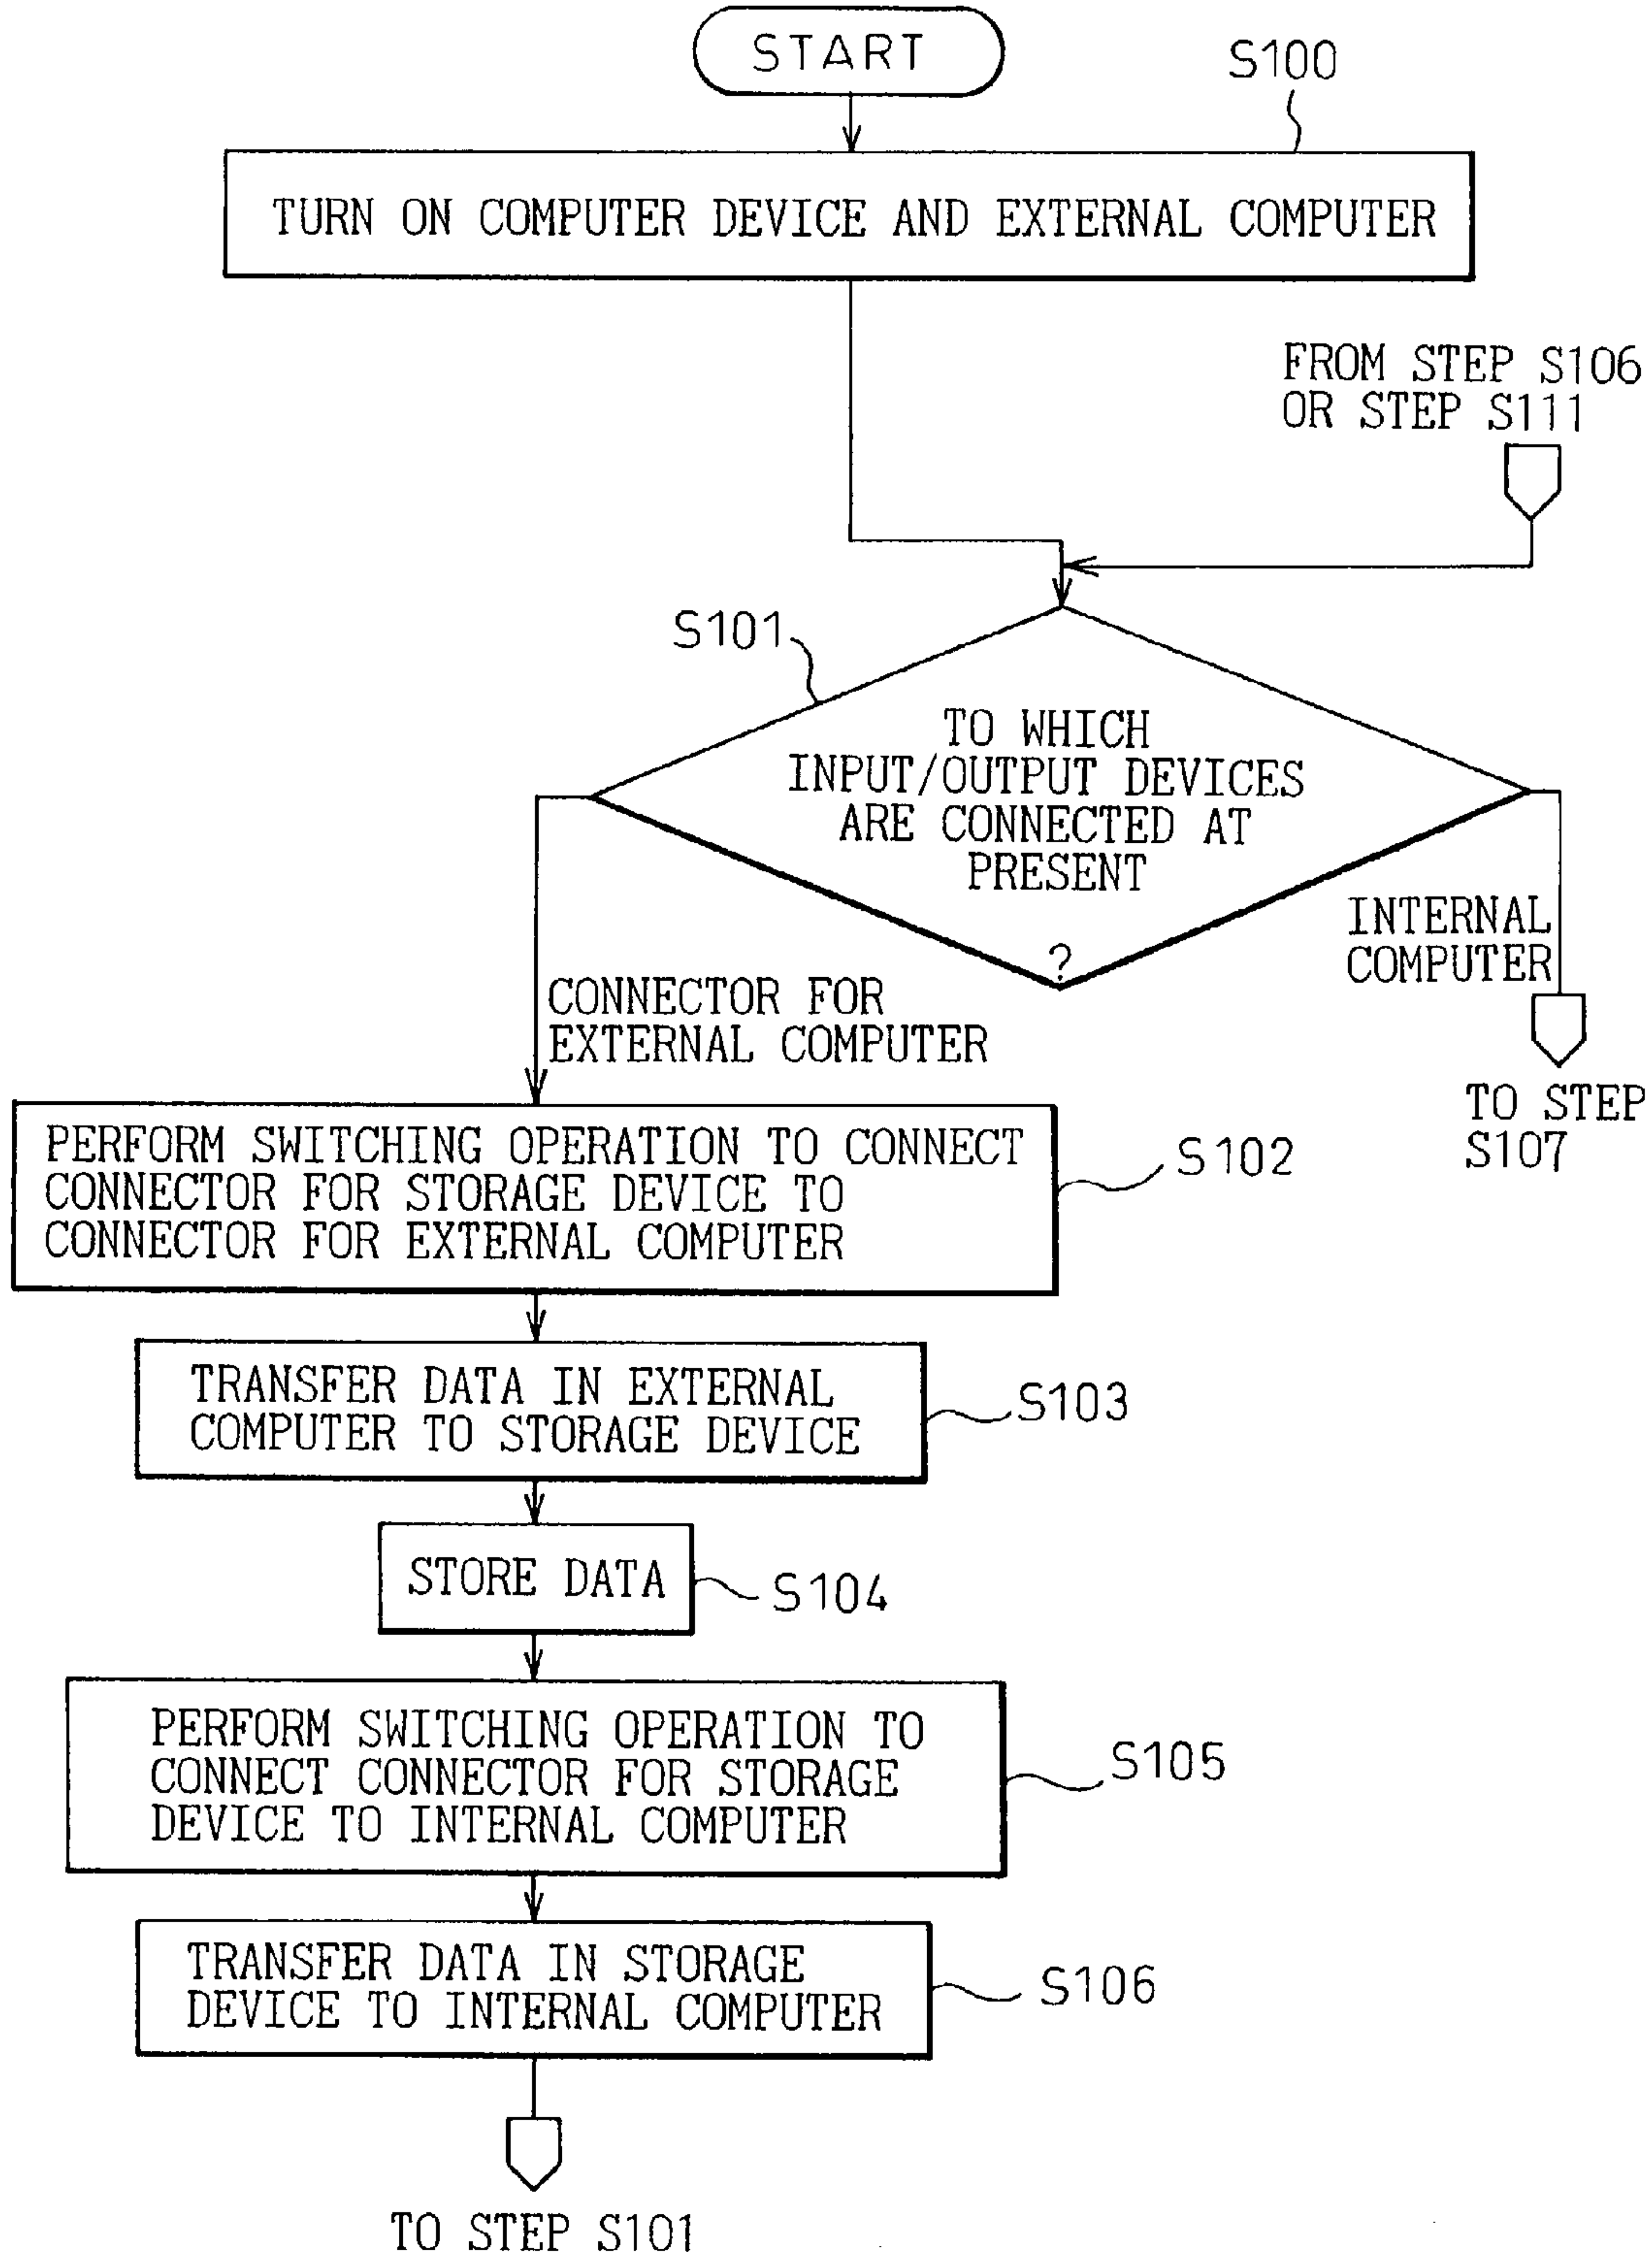 START
S100
TURN ON COMPUTER DEVICE AND EXTERNAL COMPUTER
FROM STEP S106
OR STEP S111
S101
TO WHICH
INPUT/OUTPUT DEVICES
ARE CONNECTED AT
PRESENT
?
INTERNAL
COMPUTER
CONNECTOR FOR
EXTERNAL COMPUTER
TO STEP
S107
PERFORM SWITCHING OPERATION TO CONNECT
CONNECTOR FOR STORAGE DEVICE TO
CONNECTOR FOR EXTERNAL COMPUTER
S102
TRANSFER DATA IN EXTERNAL
COMPUTER TO STORAGE DEVICE
S103
STORE DATA
S104
PERFORM SWITCHING OPERATION TO
CONNECT CONNECTOR FOR STORAGE
DEVICE TO INTERNAL COMPUTER
S105
TRANSFER DATA IN STORAGE
DEVICE TO INTERNAL COMPUTER
S106
TO STEP S101